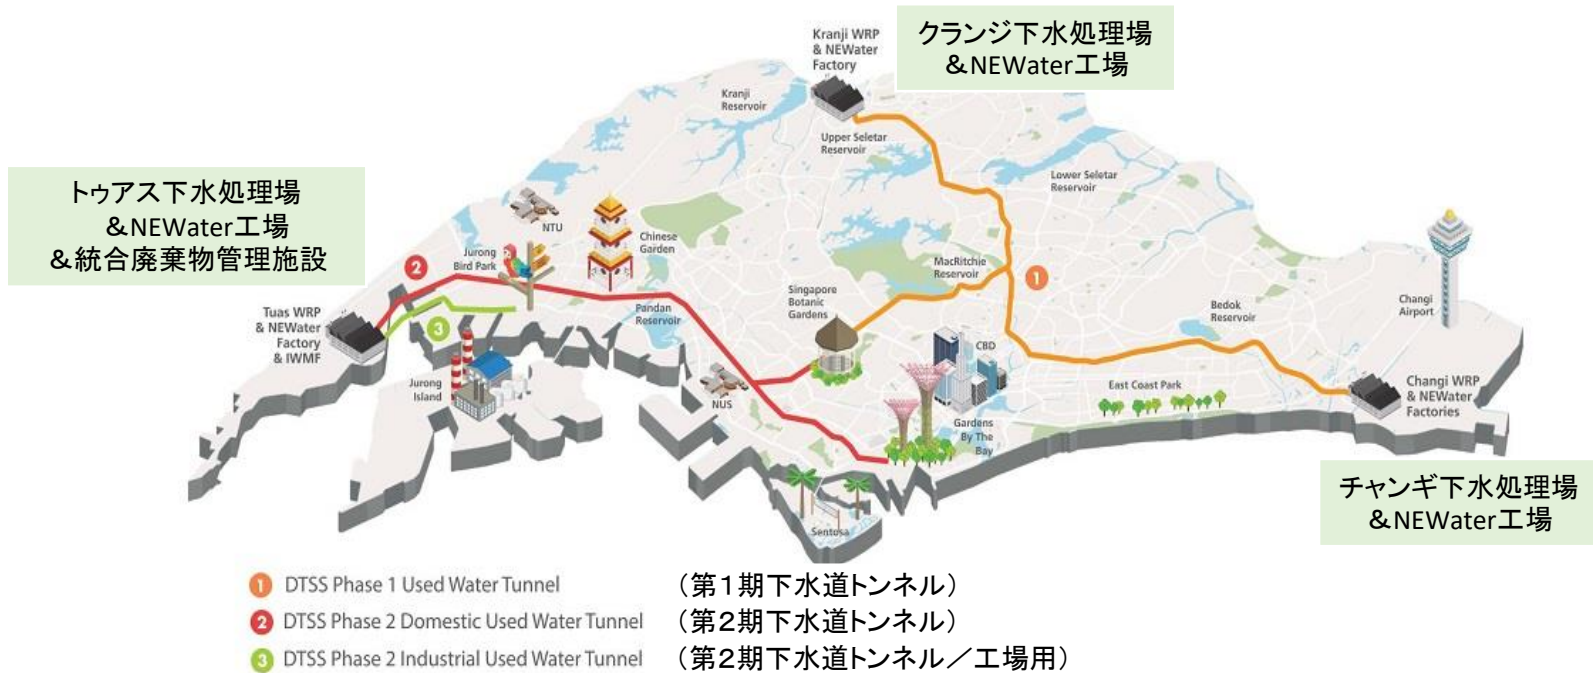 Kranji WRP
& NEWater
Factory
クランジ下水処理場
＆NEWater工場
Kranji
Reservoir
Upper Seletar
Reservoir
Lower Seletar
Reservoir
トゥアス下水処理場
＆NEWater工場
＆統合廃棄物管理施設
NTU
Chinese
Garden
Jurong
Bird Park
2
MacRitchie
Reservoir
1
Singapore
Botanic
Gardens
Pandan
Reservoir
Bedok
Reservoir
Changi
Airport
Tuas WRP
& NEWater
Factory
& IWMF
3
Jurong
Island
NUS
CBD
East Coast Park
Changi WRP
& NEWater
Factories
Gardens
By The
Bay
Sentosa
チャンギ下水処理場
＆NEWater工場
1 DTSS Phase 1 Used Water Tunnel （第１期下水道トンネル）
2 DTSS Phase 2 Domestic Used Water Tunnel （第２期下水道トンネル）
3 DTSS Phase 2 Industrial Used Water Tunnel （第２期下水道トンネル／工場用）